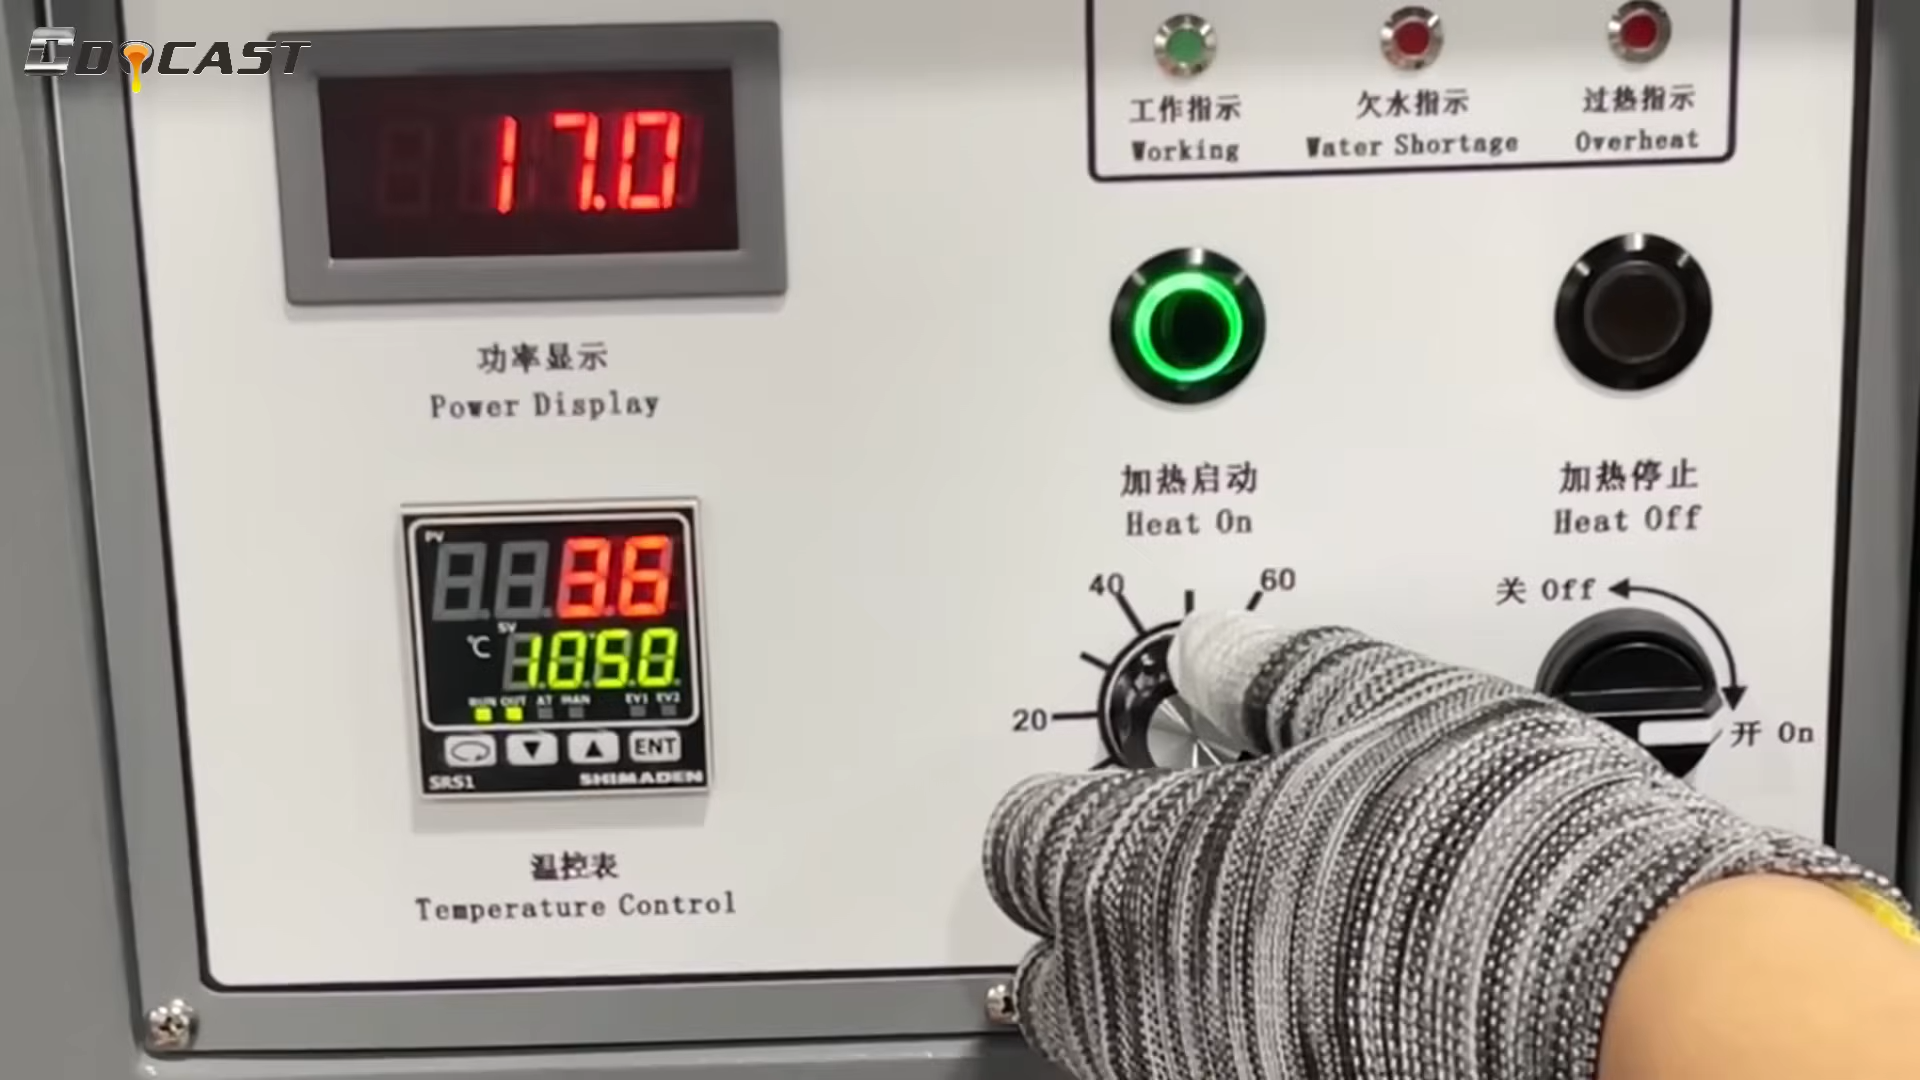 EDOCAST
17.0
工作指示
Working
欠水指示
Water Shortage
过热指示
Overheat
功率显示
Power Display
加热启动
Heat On
加热停止
Heat Off
PV
36
℃
SV
1050
RUN OUT AT MAN EV1 EV2
ENT
SRS1
SHIMADEN
温控表
Temperature Control
20
40
60
关 Off
开 On